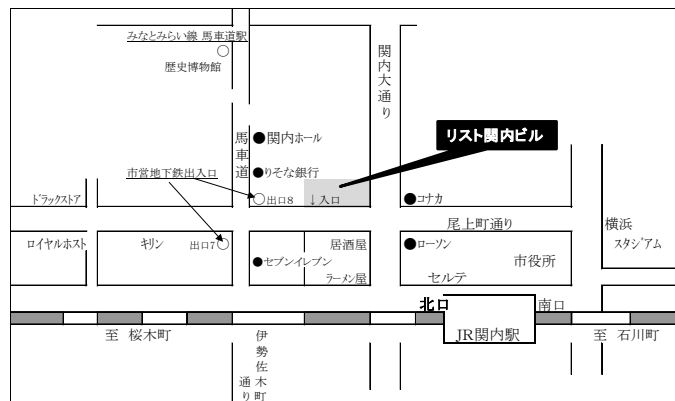 みなとみらい線 馬車道駅
歴史博物館
関内大通り
馬車道
関内ホール
リスト関内ビル
りそな銀行
市営地下鉄出入口
ドラックストア
出口8
↓入口
コナカ
尾上町通り
横浜
スタジアム
ロイヤルホスト
キリン
出口7
居酒屋
ローソン
セブンイレブン
市役所
ラーメン屋
セルテ
北口
南口
至 桜木町
伊勢佐木町
通り
JR関内駅
至 石川町